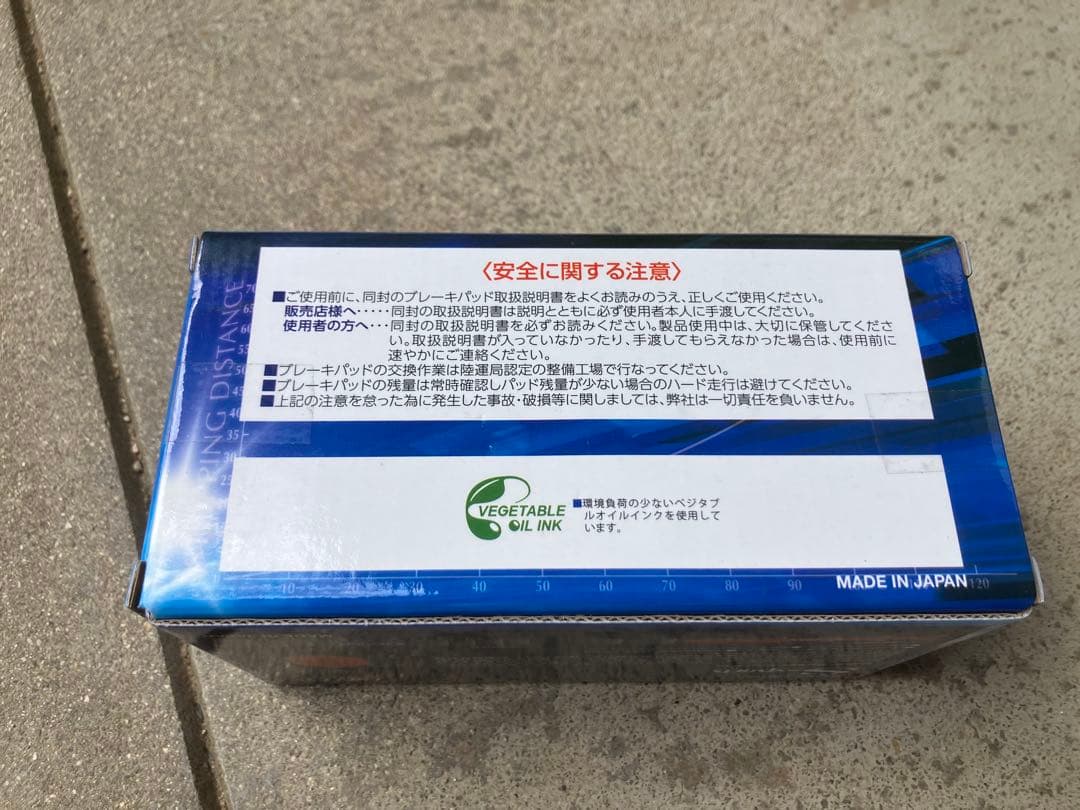 〈安全に関する注意〉
■ご使用前に、同封のブレーキパッド取扱説明書をよくお読みのうえ、正しくご使用ください。
販売店様へ・・・・・同封の取扱説明書は説明とともに必ず使用者本人に手渡してください。
使用者の方へ・・・同封の取扱説明書を必ずお読みください。製品使用中は、大切に保管してくださ
い。取扱説明書が入っていなかったり、手渡してもらえなかった場合は、使用前に
速やかにご連絡ください。
■ブレーキパッドの交換作業は陸運局認定の整備工場で行なってください。
■ブレーキパッドの残量は常時確認しパッド残量が少ない場合のハード走行は避けてください。
■上記の注意を怠った為に発生した事故・破損等に関しましては、弊社は一切責任を負いません。
RING DISTANCE
70
65
60
55
50
45
40
35
30
25
VEGETABLE
OIL INK
■環境負荷の少ないベジタブ
ルオイルインクを使用して
います。
10 20 30 40 50 60 70 80 90 120
MADE IN JAPAN